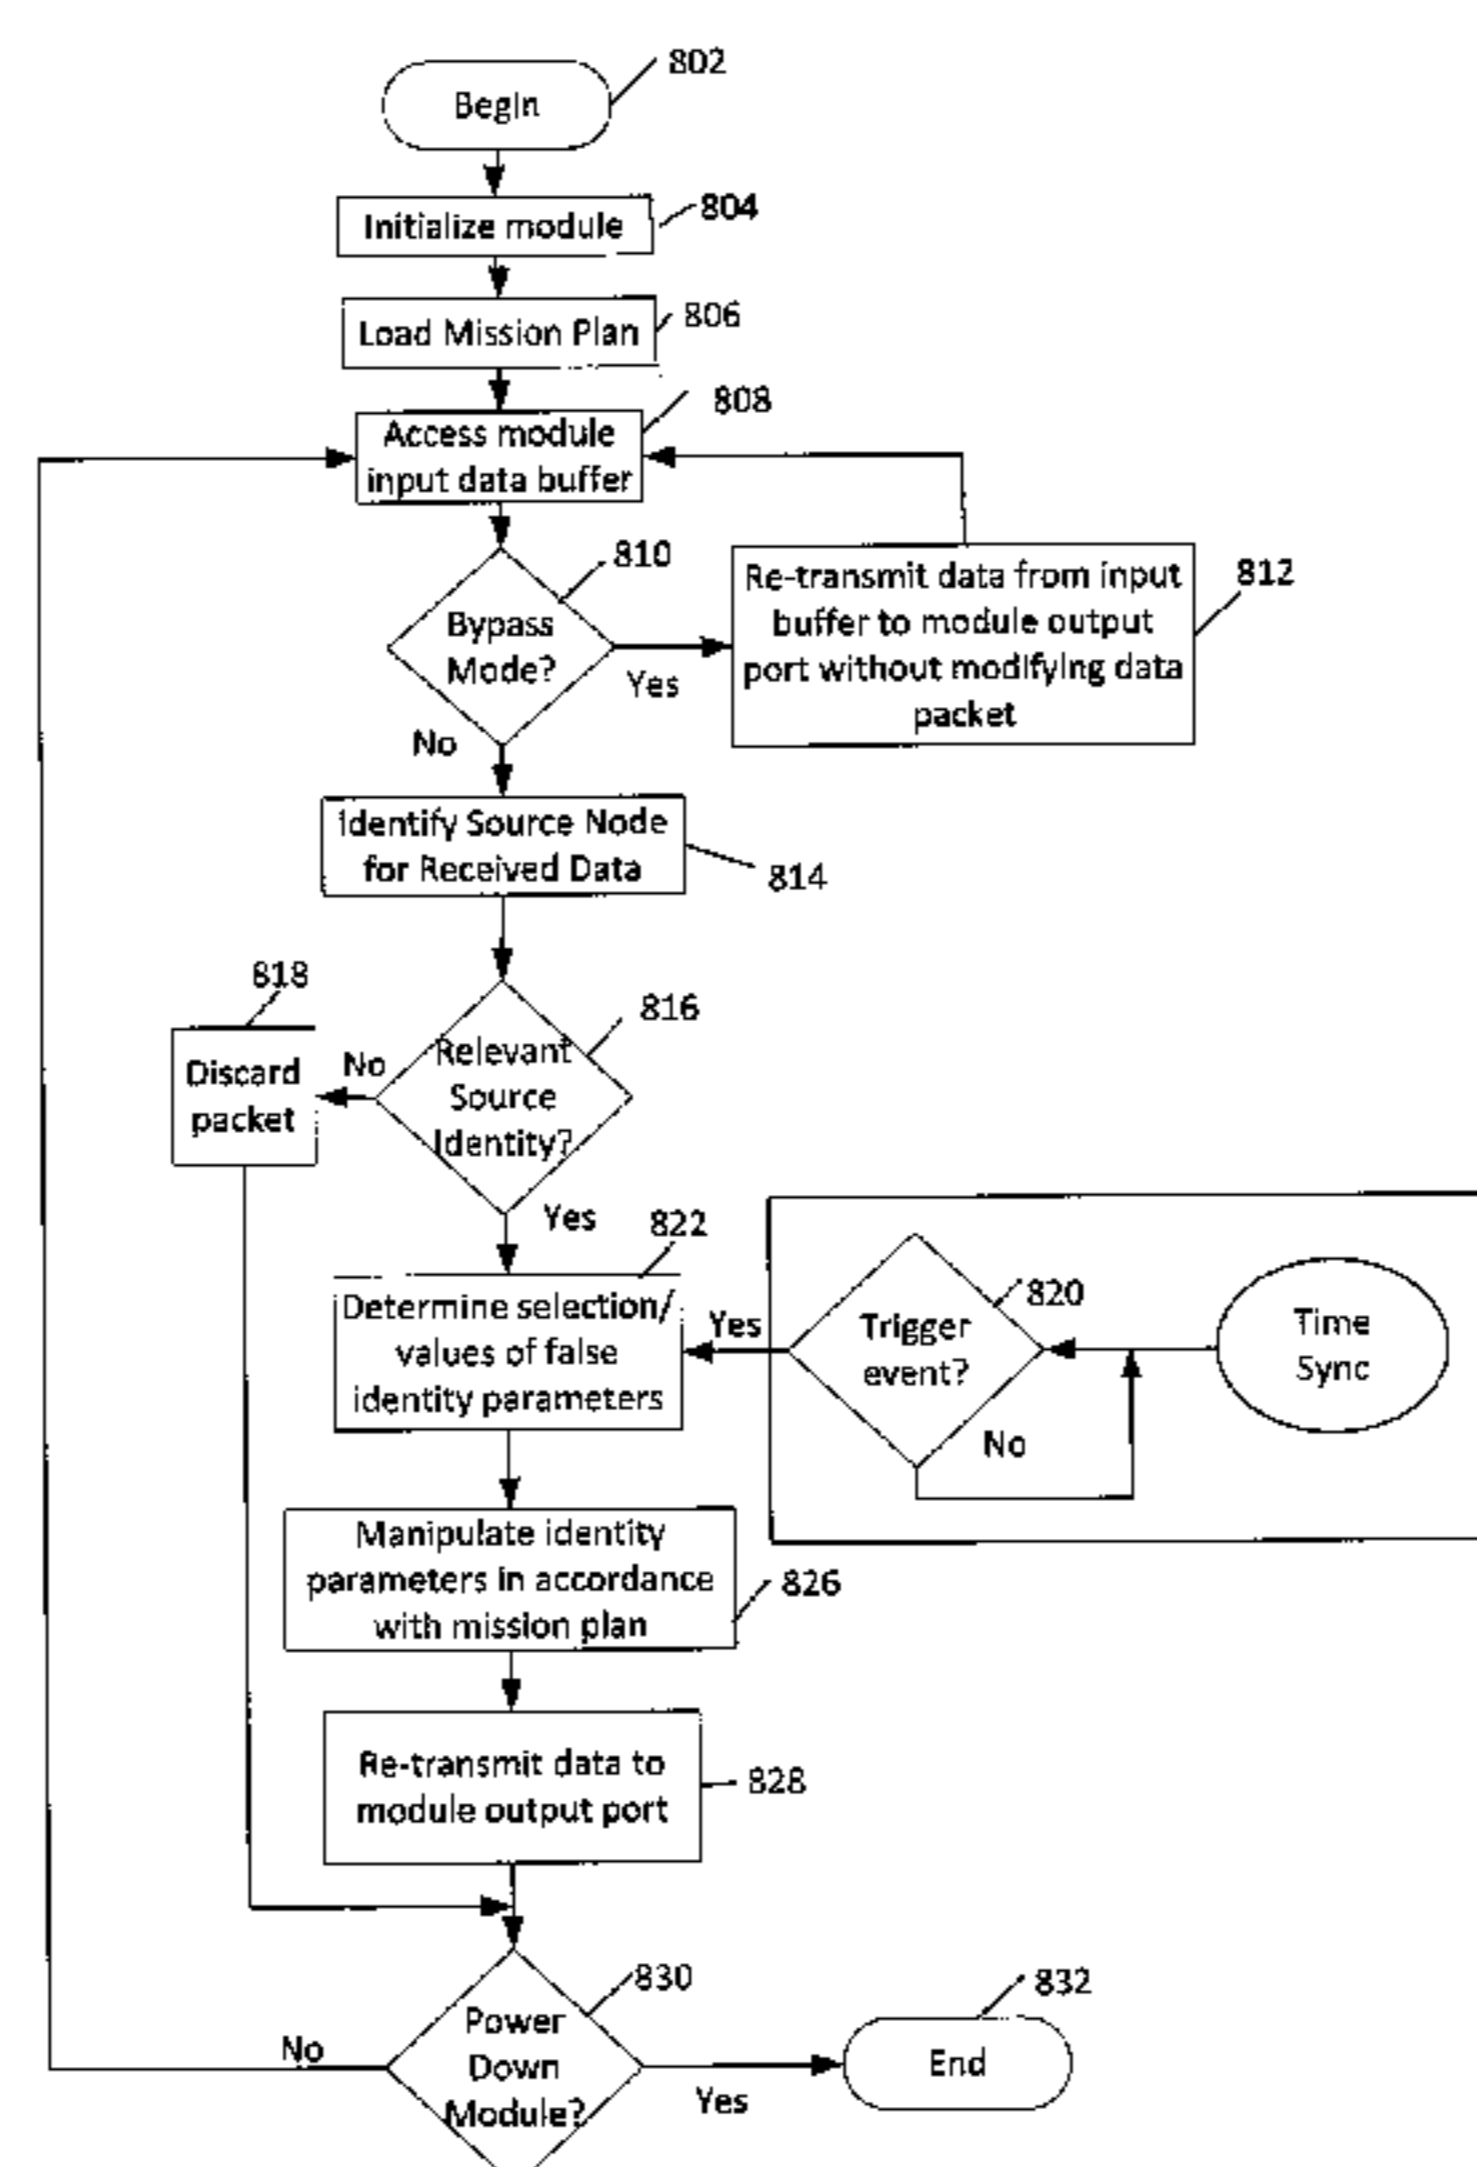 802
Begin
804
Initialize module
806
Load Mission Plan
808
Access module
input data buffer
810
Bypass
Mode?
Yes
No
812
Re-transmit data from input
buffer to module output
port without modifying data
packet
Identify Source Node
for Received Data
814
818
Discard
packet
No
816
Relevant
Source
Identity?
Yes
822
Determine selection/
values of false
identity parameters
Yes
820
Trigger
event?
No
Time
Sync
Manipulate identity
parameters in accordance
with mission plan
826
Re-transmit data to
module output port
828
830
Power
Down
Module?
No
Yes
832
End